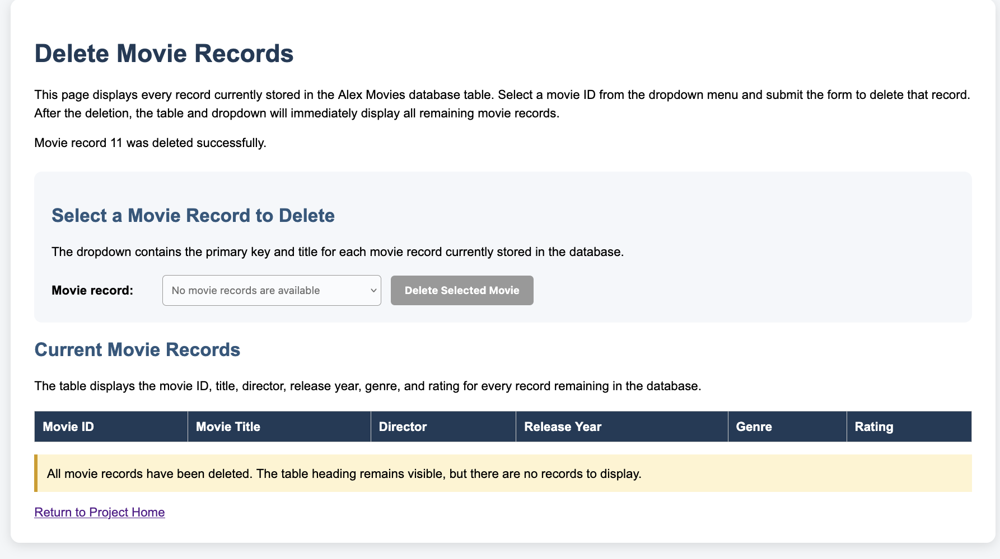 Delete Movie Records
This page displays every record currently stored in the Alex Movies database table. Select a movie ID from the dropdown menu and submit the form to delete that record.
After the deletion, the table and dropdown will immediately display all remaining movie records.
Movie record 11 was deleted successfully.
Select a Movie Record to Delete
The dropdown contains the primary key and title for each movie record currently stored in the database.
Movie record: No movie records are available Delete Selected Movie
Current Movie Records
The table displays the movie ID, title, director, release year, genre, and rating for every record remaining in the database.
Movie ID Movie Title Director Release Year Genre Rating
All movie records have been deleted. The table heading remains visible, but there are no records to display.
Return to Project Home